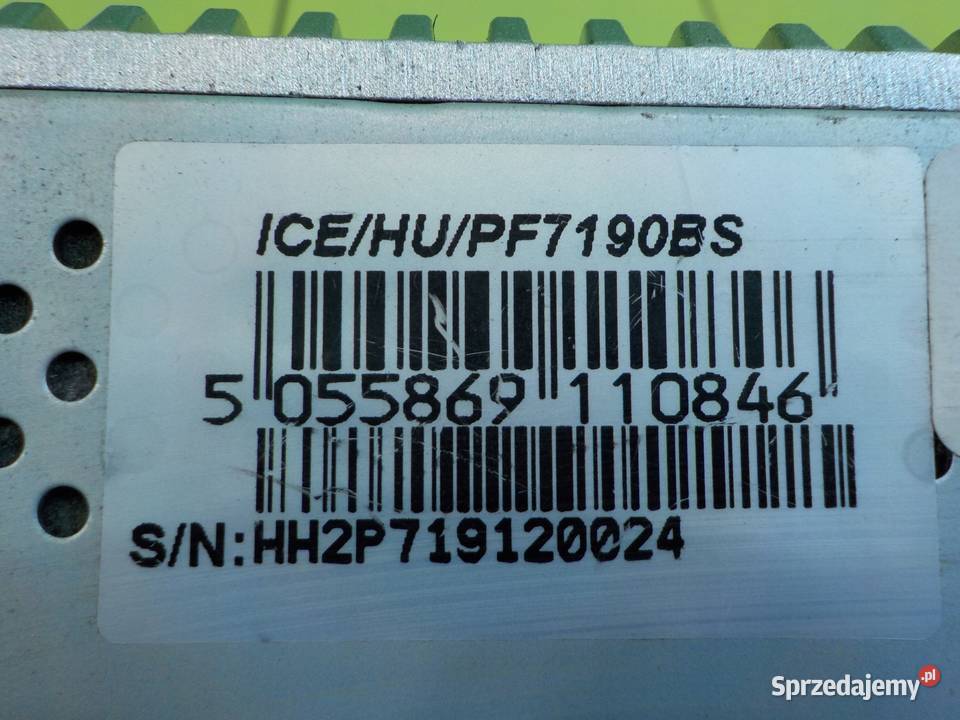 ICE/HU/PF7190BS
5 055869 110846
S/N:HH2P719120024
Sprzedajemy.pl